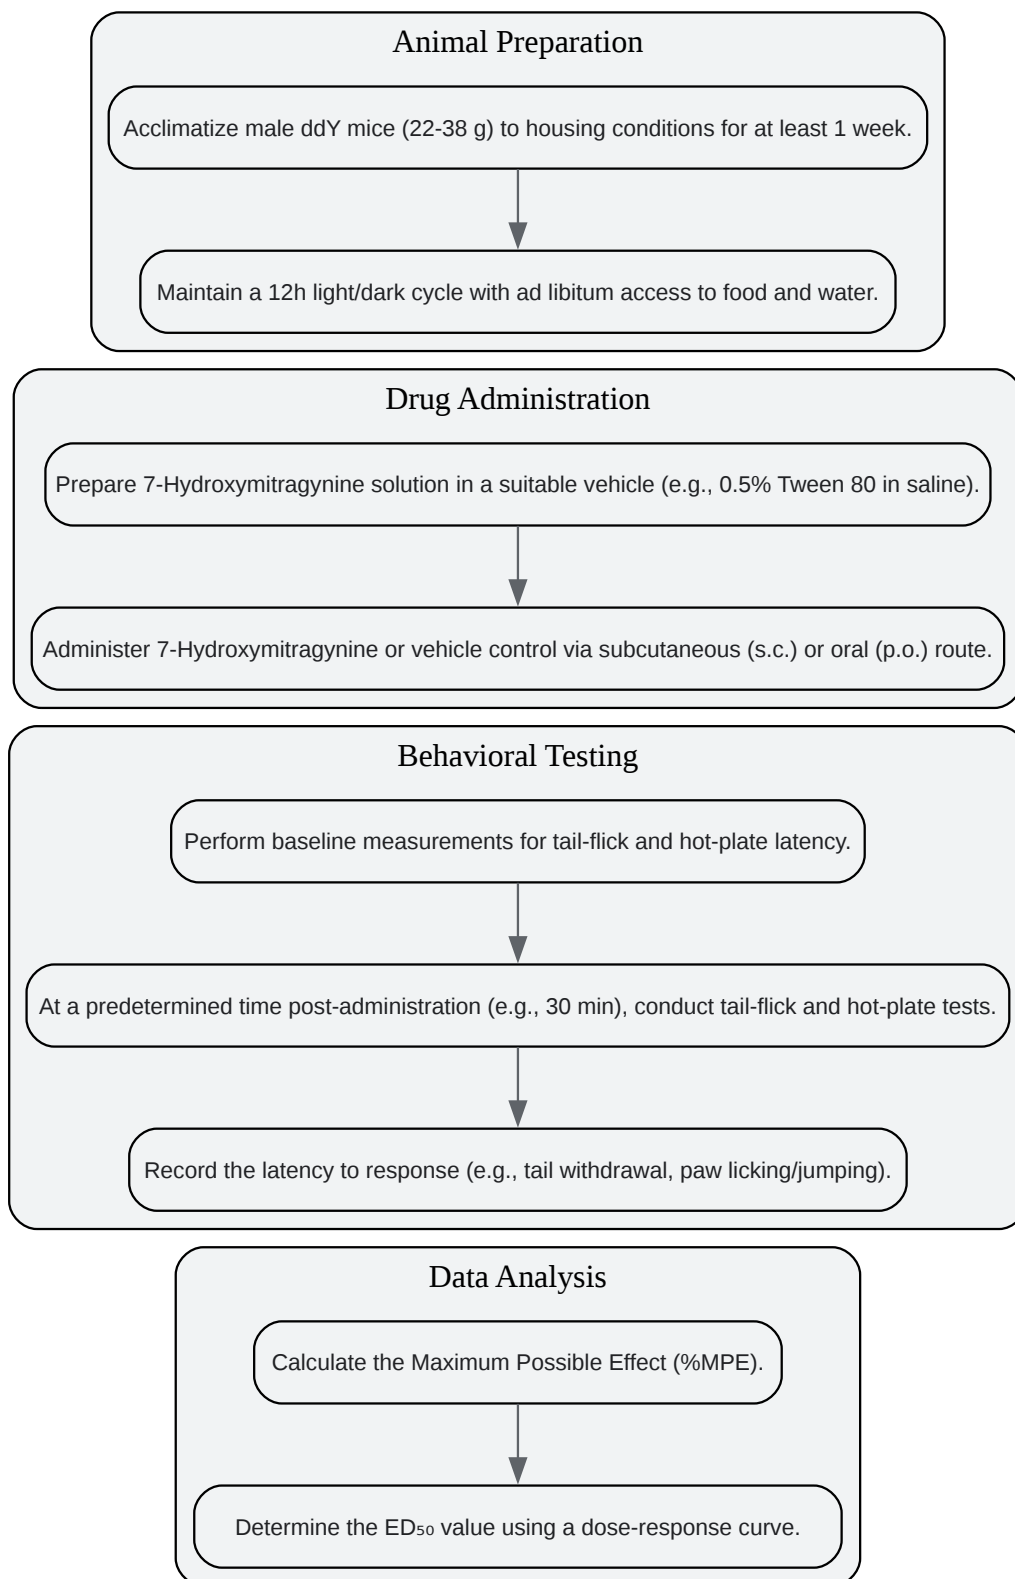 Animal Preparation
Acclimatize male ddY mice (22-38 g) to housing conditions for at least 1 week.
Maintain a 12h light/dark cycle with ad libitum access to food and water.
Drug Administration
Prepare 7-Hydroxymitragynine solution in a suitable vehicle (e.g., 0.5% Tween 80 in saline).
Administer 7-Hydroxymitragynine or vehicle control via subcutaneous (s.c.) or oral (p.o.) route.
Behavioral Testing
Perform baseline measurements for tail-flick and hot-plate latency.
At a predetermined time post-administration (e.g., 30 min), conduct tail-flick and hot-plate tests.
Record the latency to response (e.g., tail withdrawal, paw licking/jumping).
Data Analysis
Calculate the Maximum Possible Effect (%MPE).
Determine the ED₅₀ value using a dose-response curve.